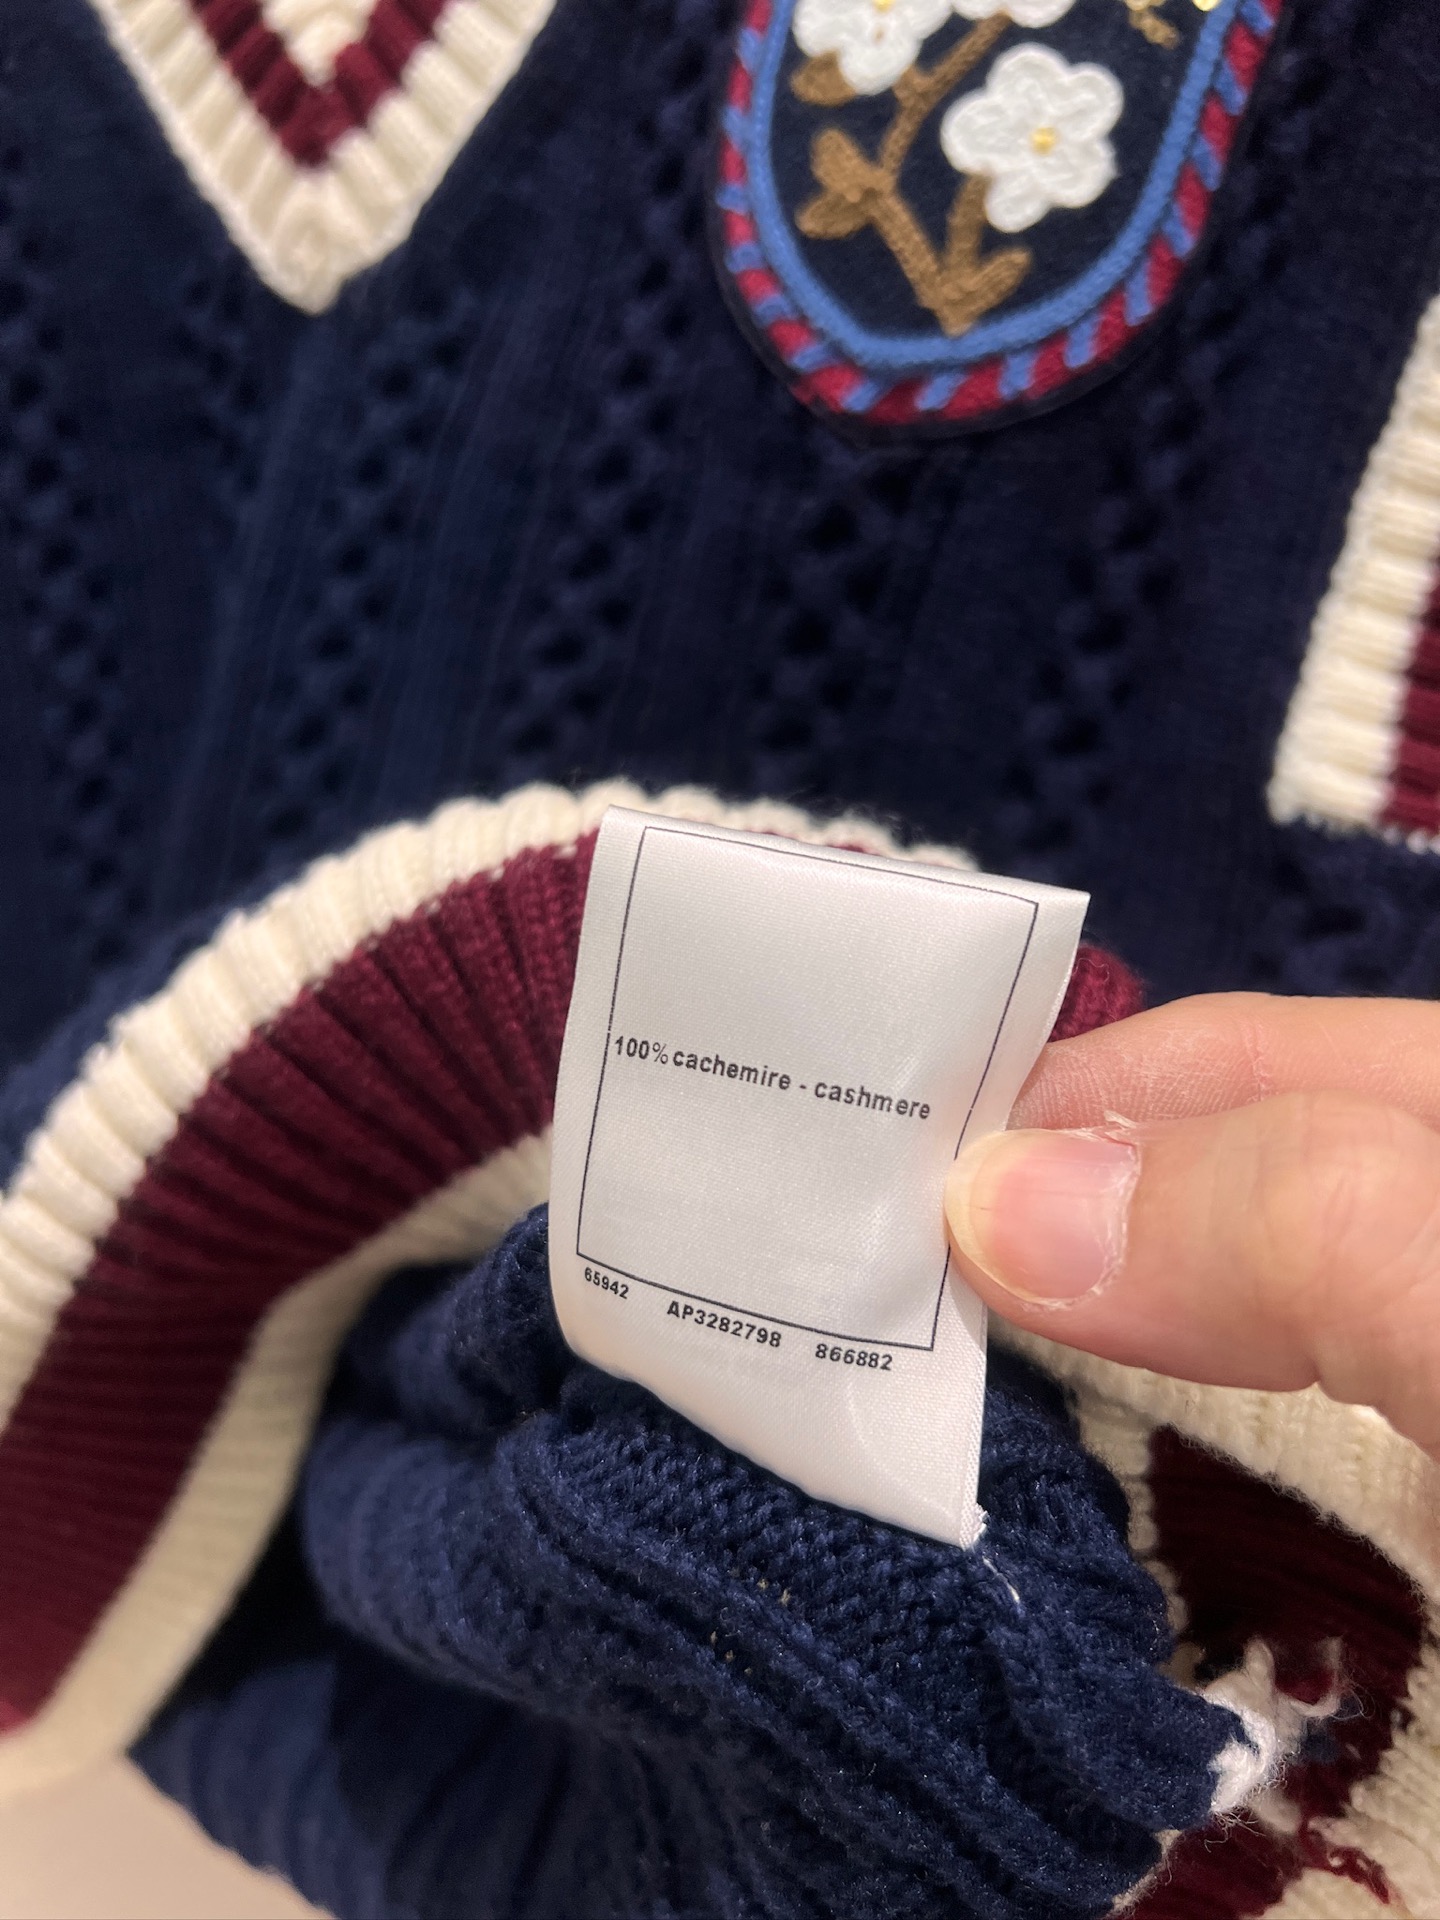 100% cachemire - cashmere
65942 AP3282798 866882